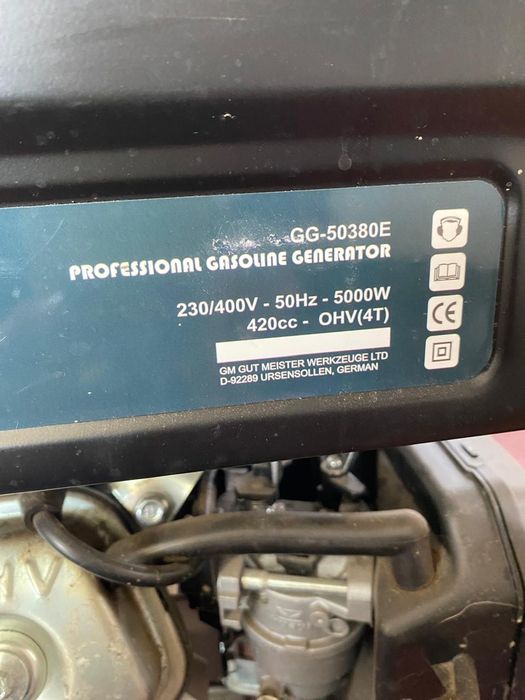 GG-50380E
PROFESSIONAL GASOLINE GENERATOR
230/400V - 50Hz - 5000W
420cc - OHV(4T)
GM GUT MEISTER WERKZEUGE LTD
D-92289 URSENSOLLEN, GERMAN
CE